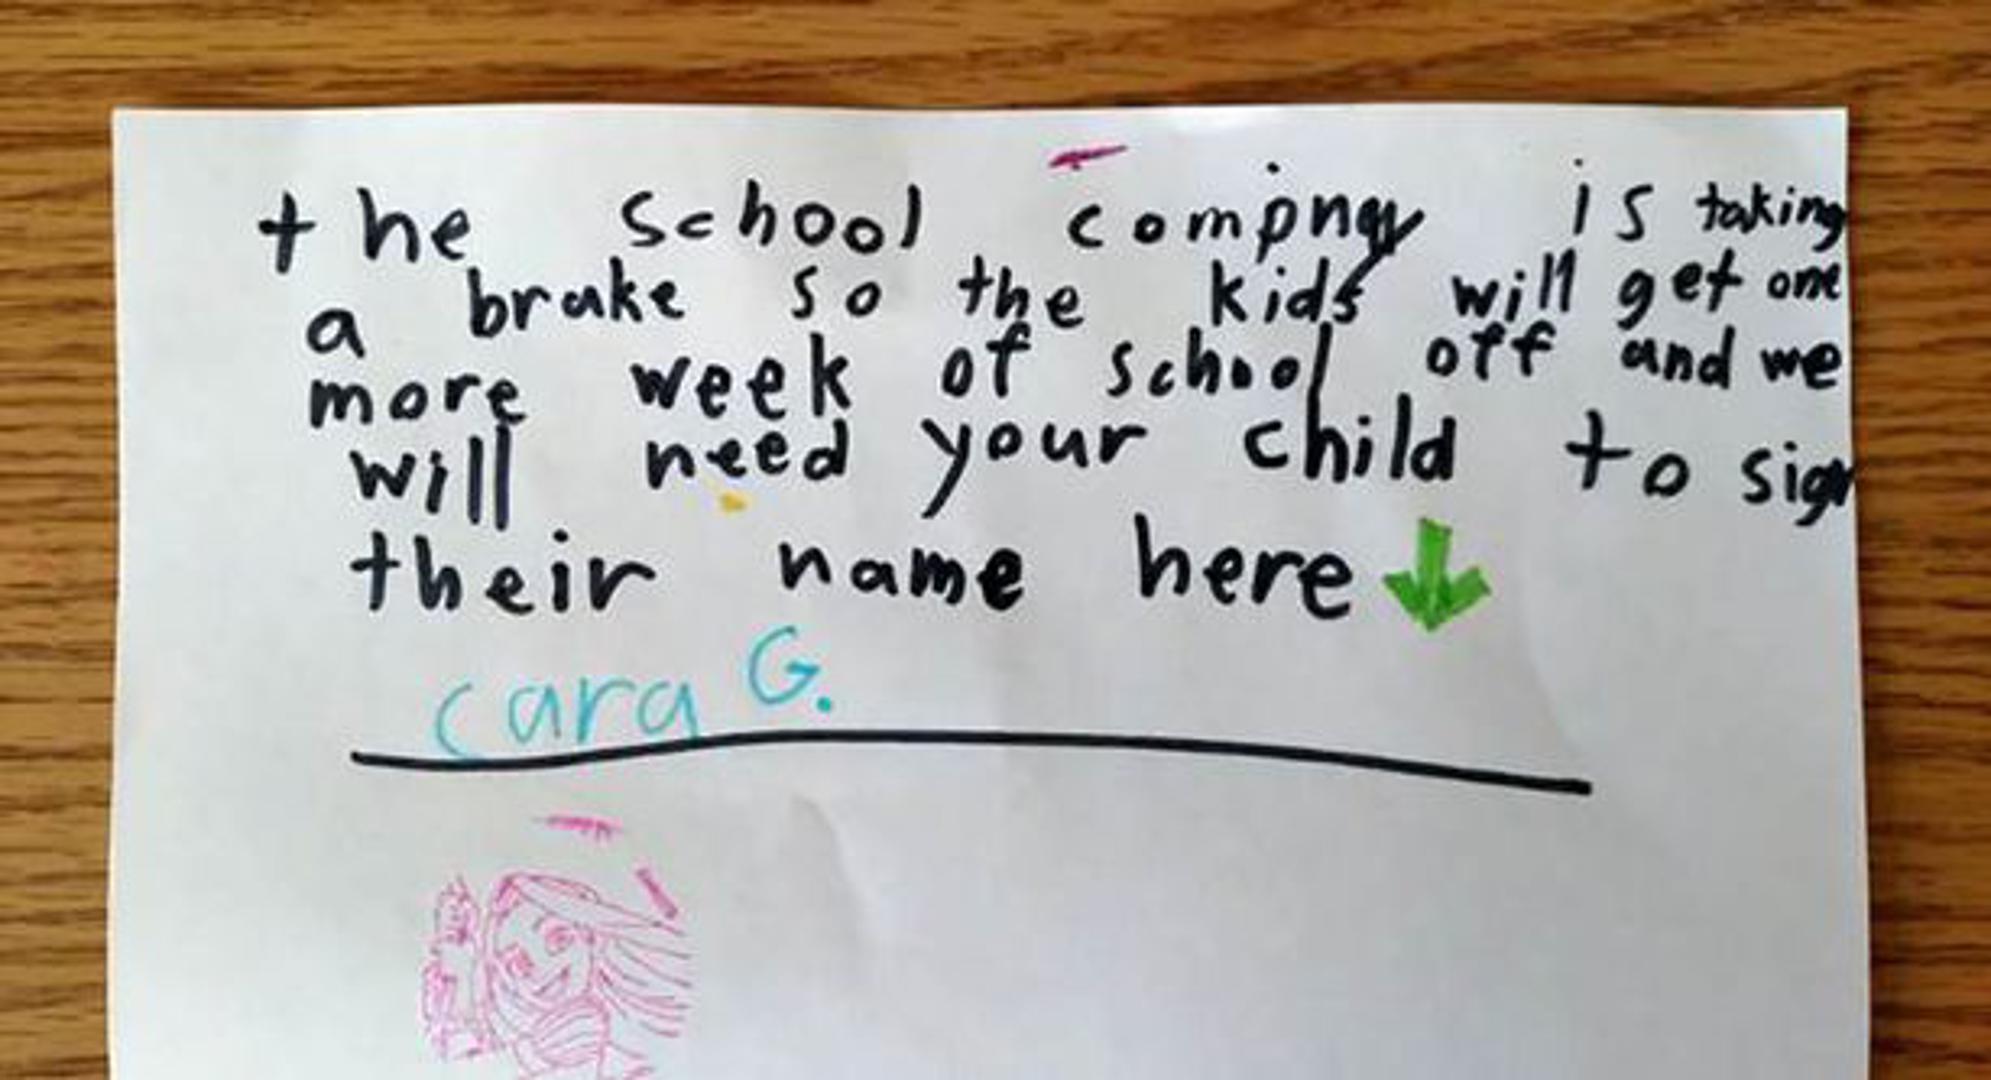 the school compny is taking
a brake so the kids will get one
more week of school off and we
will need your child to sign
their name here
Cara G.